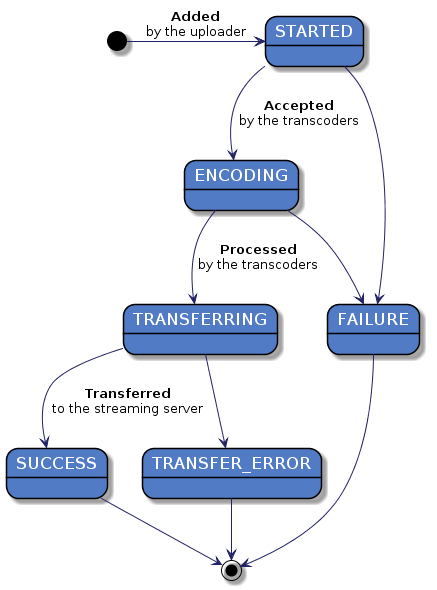 Added
by the uploader
STARTED
Accepted
by the transcoders
ENCODING
Processed
by the transcoders
TRANSFERRING
FAILURE
Transferred
to the streaming server
SUCCESS
TRANSFER_ERROR